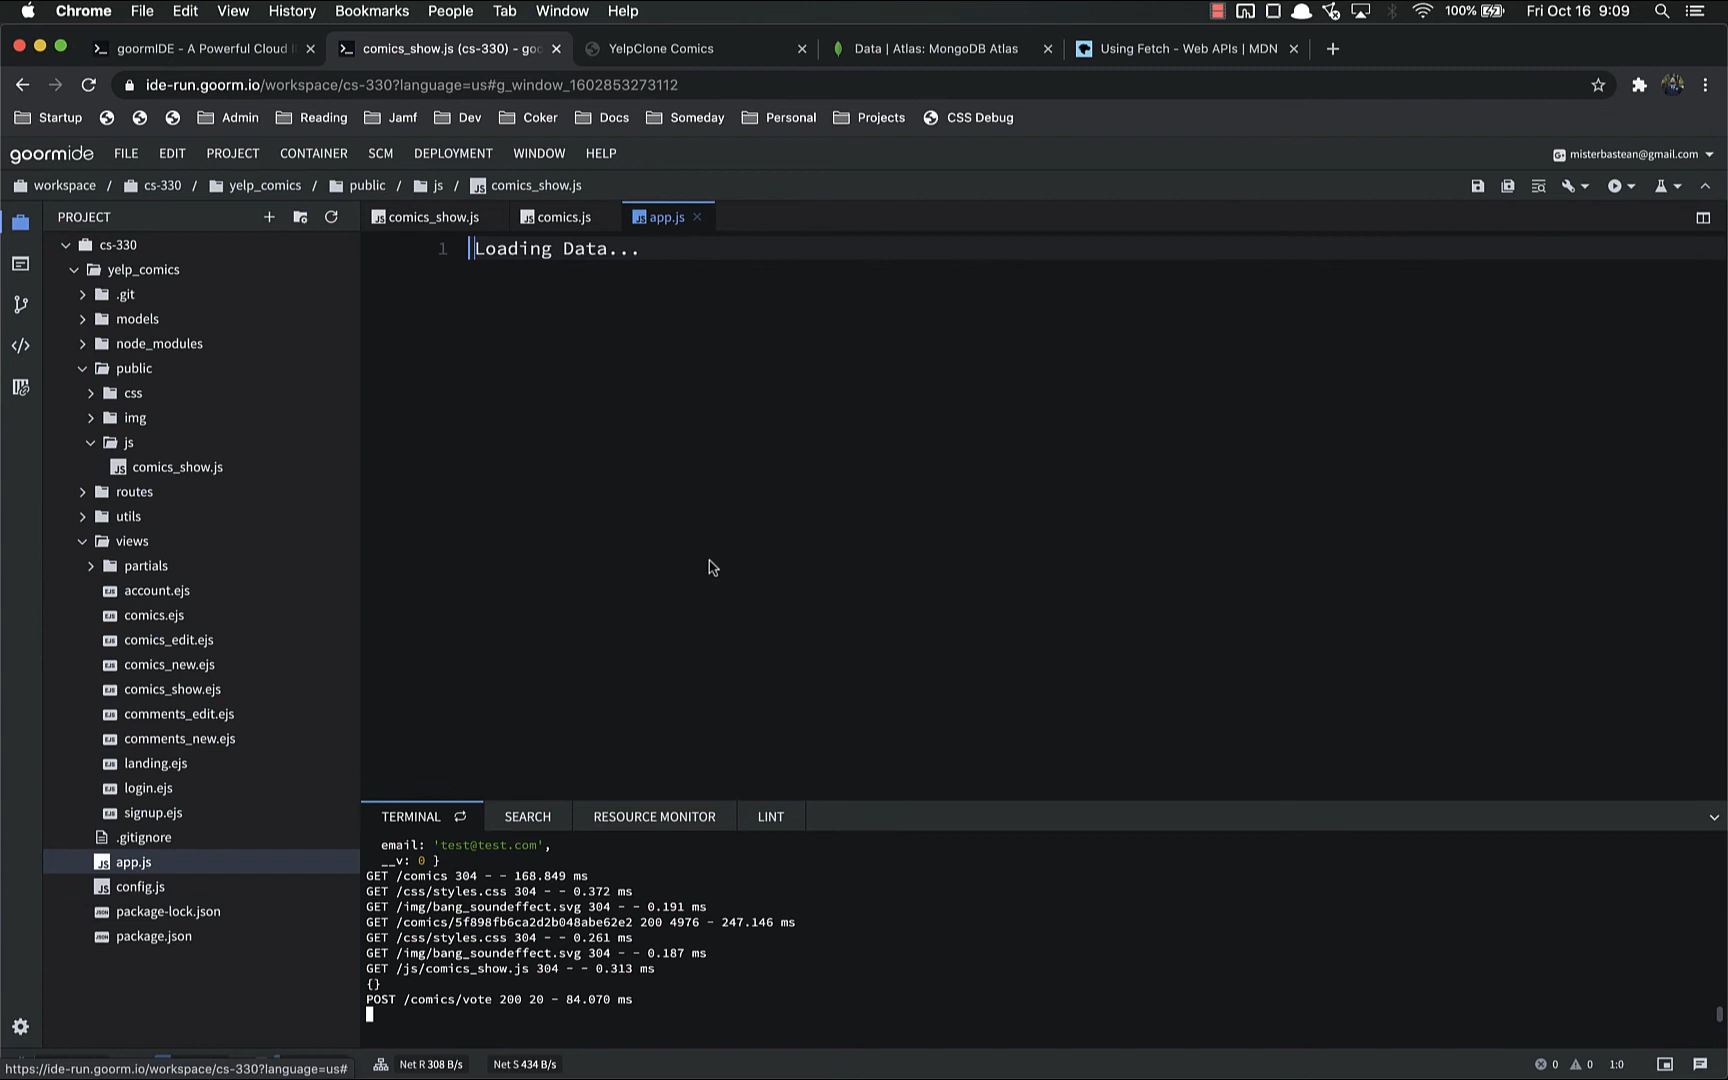 Chrome File Edit View History Bookmarks People Tab Window Help 100% Fri Oct 16 9:09
goormIDE - A Powerful Cloud I
comics_show.js (cs-330) - goo
YelpClone Comics
Data | Atlas: MongoDB Atlas
Using Fetch - Web APIs | MDN
ide-run.goorm.io/workspace/cs-330?language=us#g_window_1602853273112
Startup Admin Reading Jamf Dev Coker Docs Someday Personal Projects CSS Debug
goormide FILE EDIT PROJECT CONTAINER SCM DEPLOYMENT WINDOW HELP misterbastean@gmail.com
workspace / cs-330 / yelp_comics / public / js / comics_show.js
PROJECT
comics_show.js comics.js app.js
cs-330
1 Loading Data...
yelp_comics
.git
models
node_modules
public
css
img
js
comics_show.js
routes
utils
views
partials
account.ejs
comics.ejs
comics_edit.ejs
comics_new.ejs
comics_show.ejs
comments_edit.ejs
comments_new.ejs
landing.ejs
login.ejs
signup.ejs
.gitignore
app.js
config.js
package-lock.json
package.json
TERMINAL SEARCH RESOURCE MONITOR LINT
email: 'test@test.com',
__v: 0 }
GET /comics 304 - - 168.849 ms
GET /css/styles.css 304 - - 0.372 ms
GET /img/bang_soundeffect.svg 304 - - 0.191 ms
GET /comics/5f898fb6ca2d2b048abe62e2 200 4976 - 247.146 ms
GET /css/styles.css 304 - - 0.261 ms
GET /img/bang_soundeffect.svg 304 - - 0.187 ms
GET /js/comics_show.js 304 - - 0.313 ms
{}
POST /comics/vote 200 20 - 84.070 ms
https://ide-run.goorm.io/workspace/cs-330?language=us#
Net R 308 B/s Net S 434 B/s 0 0 1:0